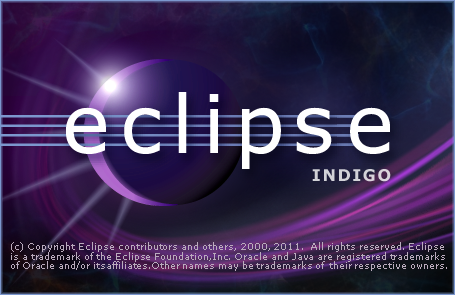 eclipse
INDIGO
(c) Copyright Eclipse contributors and others, 2000, 2011. All rights reserved. Eclipse
is a trademark of the Eclipse Foundation,Inc. Oracle and Java are registered trademarks
of Oracle and/or itsaffiliates.Other names may be trademarks of their respective owners.